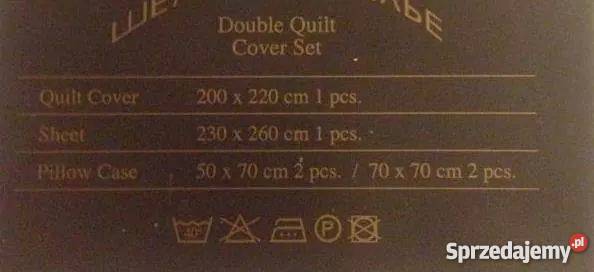 Double Quilt
Cover Set
Quilt Cover 200 x 220 cm 1 pcs.
Sheet 230 x 260 cm 1 pcs.
Pillow Case 50 x 70 cm 2 pcs. / 70 x 70 cm 2 pcs.
40° P
Sprzedajemy.pl